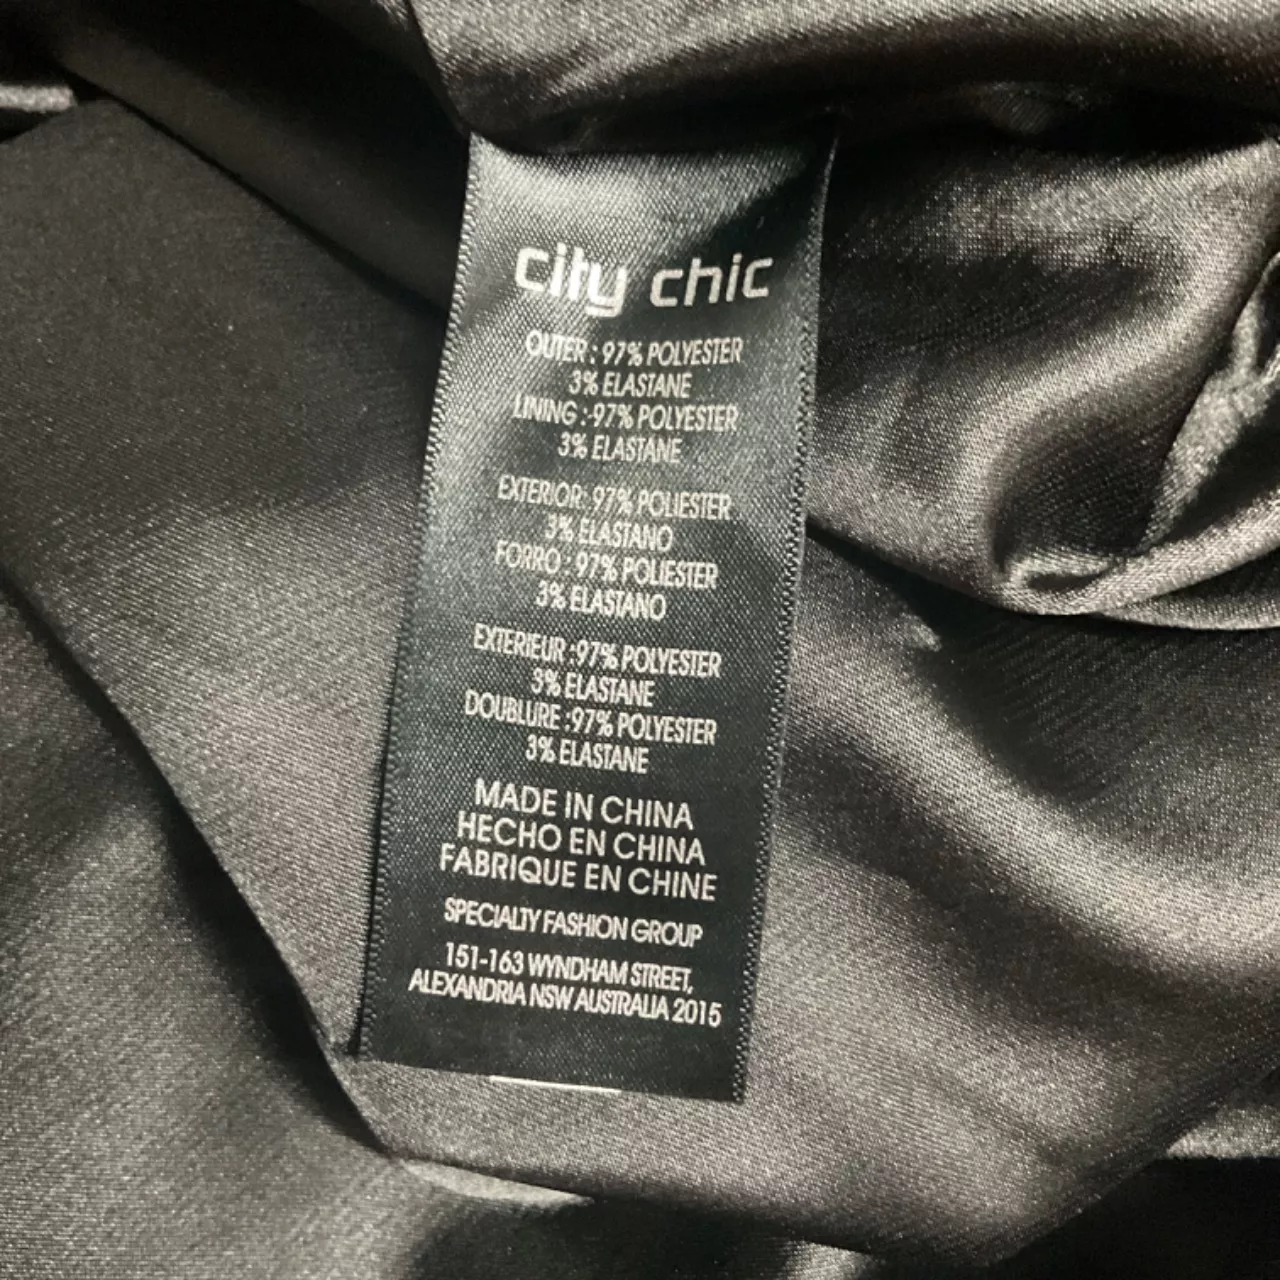 city chic
OUTER : 97% POLYESTER
3% ELASTANE
LINING :·97% POLYESTER
3% ELASTANE
EXTERIOR: 97% POLIESTER
3% ELASTANO
FORRO : 97% POLIESTER
3% ELASTANO
EXTERIEUR :97% POLYESTER
3% ELASTANE
DOUBLURE :97% POLYESTER
3% ELASTANE
MADE IN CHINA
HECHO EN CHINA
FABRIQUE EN CHINE
SPECIALTY FASHION GROUP
151-163 WYNDHAM STREET,
ALEXANDRIA NSW AUSTRALIA 2015